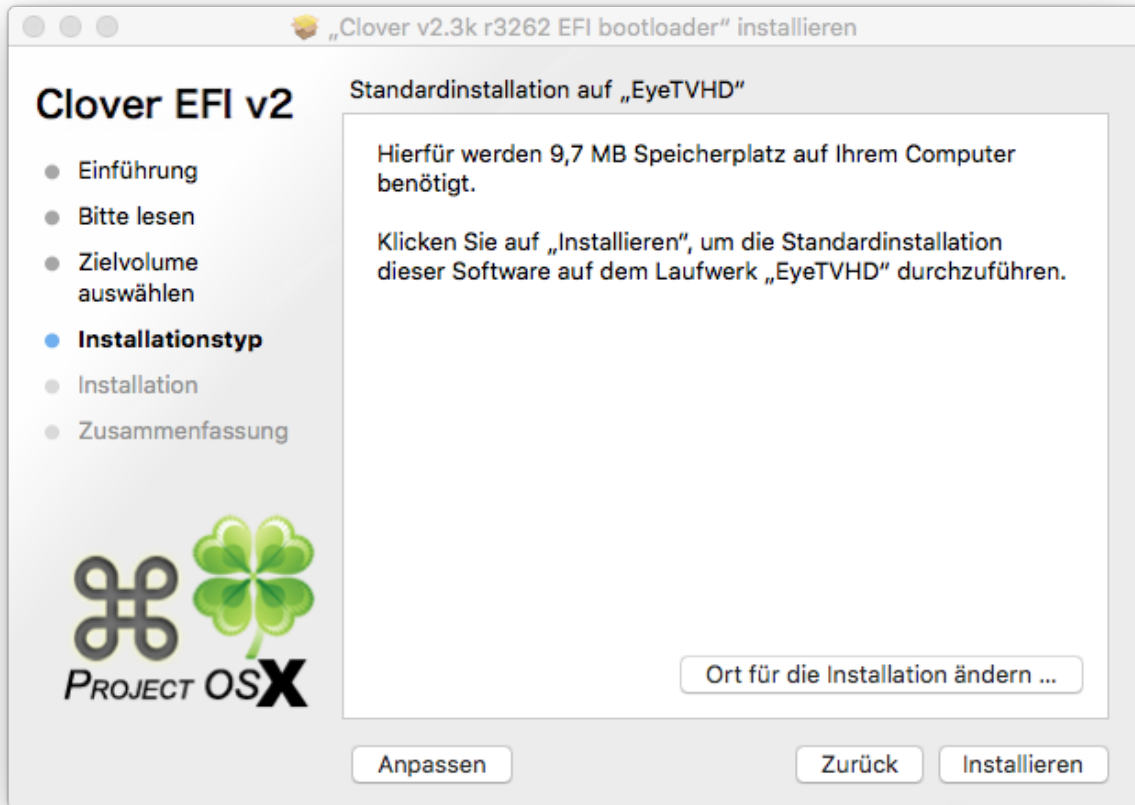 „Clover v2.3k r3262 EFI bootloader“ installieren
Clover EFI v2
Einführung
Bitte lesen
Zielvolume
auswählen
Installationstyp
Installation
Zusammenfassung
PROJECT OSX
Standardinstallation auf „EyeTVHD“
Hierfür werden 9,7 MB Speicherplatz auf Ihrem Computer
benötigt.
Klicken Sie auf „Installieren“, um die Standardinstallation
dieser Software auf dem Laufwerk „EyeTVHD“ durchzuführen.
Ort für die Installation ändern ...
Anpassen
Zurück
Installieren